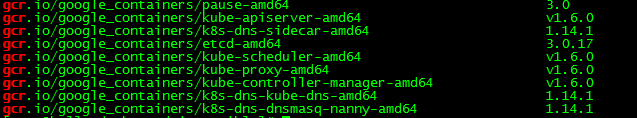 gcr.io/google_containers/pause-amd64 3.0
gcr.io/google_containers/kube-apiserver-amd64 v1.6.0
gcr.io/google_containers/k8s-dns-sidecar-amd64 1.14.1
gcr.io/google_containers/etcd-amd64 3.0.17
gcr.io/google_containers/kube-scheduler-amd64 v1.6.0
gcr.io/google_containers/kube-proxy-amd64 v1.6.0
gcr.io/google_containers/kube-controller-manager-amd64 v1.6.0
gcr.io/google_containers/k8s-dns-kube-dns-amd64 1.14.1
gcr.io/google_containers/k8s-dns-dnsmasq-nanny-amd64 1.14.1